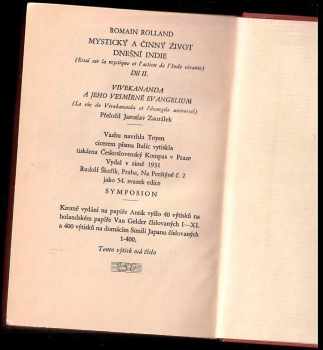 ROMAIN ROLLAND
MYSTICKÝ A ČINNÝ ŽIVOT
DNEŠNÍ INDIE
(Essai sur la mystique et l'action de l'Inde vivante)
Díl II.
VIVEKANANDA
A JEHO VESMÍRNÉ EVANGELIUM
(La vie de Vivekananda et l'évangile universel)
Přeložil Jaroslav Zaorálek
Vazbu navrhla Toyen
cicerem písma Italic vytiskla
tiskárna Československý Kompas v Praze
Vydal v zimě 1931
Rudolf Škeřík, Praha, Na Perštýně č. 2
jako 54. svazek edice
SYMPOSION
Kromě vydání na papíře Antik vyšlo 40 výtisků na
holandském papíře Van Gelder číslovaných I—XL
a 400 výtisků na domácím Simili Japanu číslovaných
1-400.
Tento výtisk má číslo